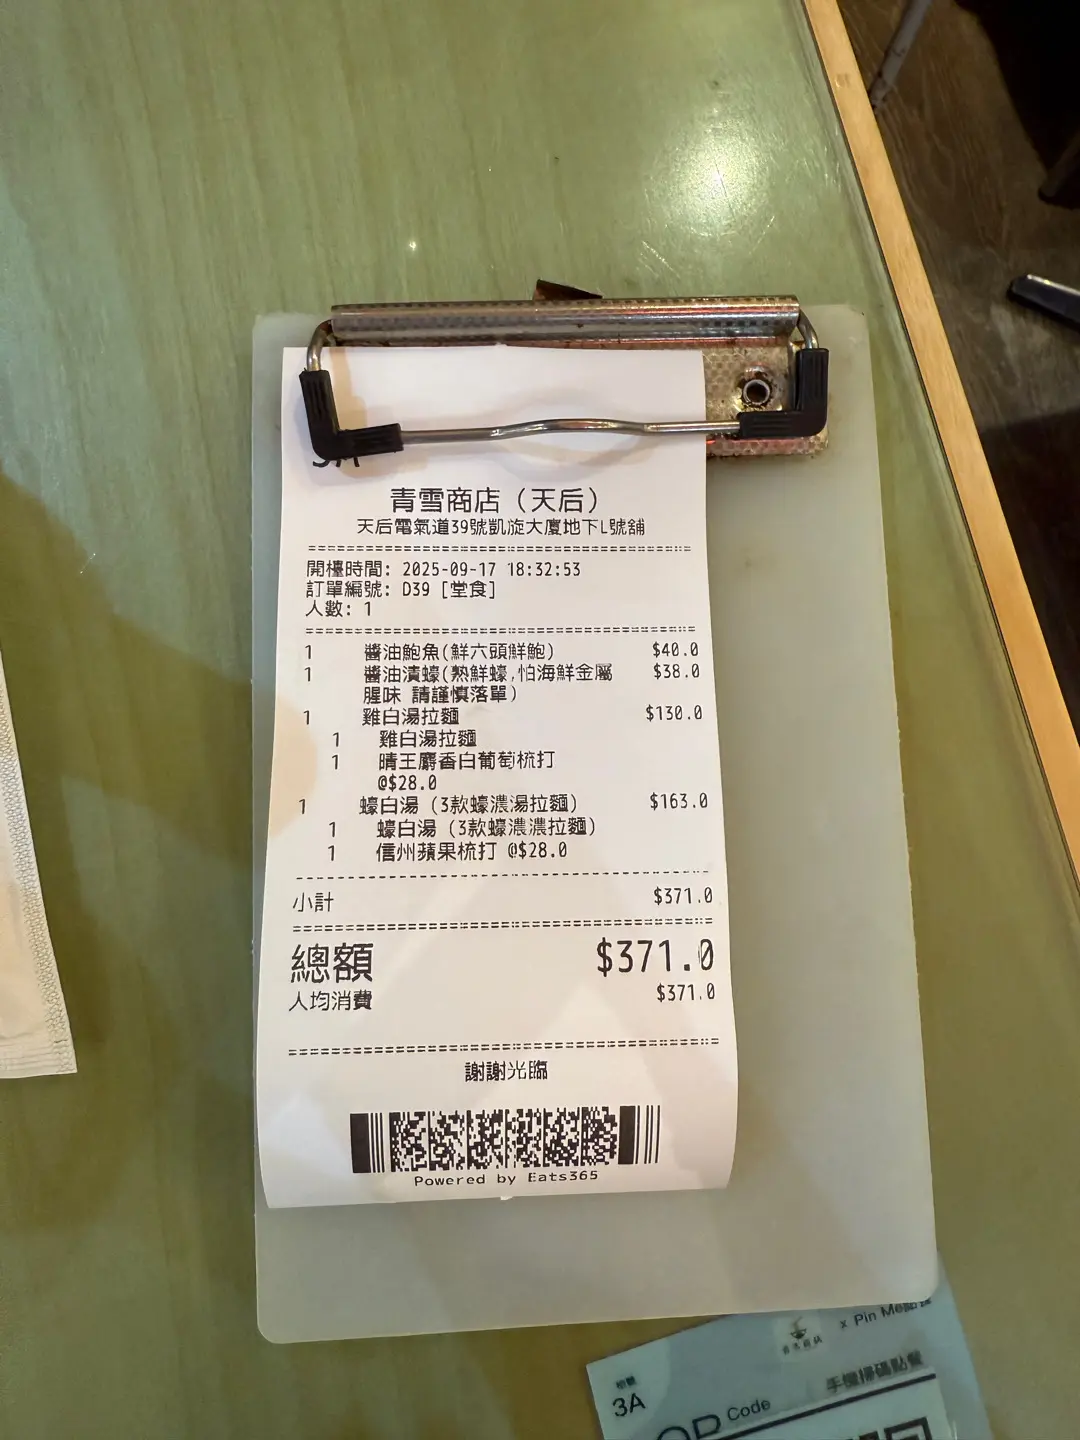 3A
青雪商店（天后）
天后電氣道39號凱旋大廈地下L號舖
開檯時間: 2025-09-17 18:32:53
訂單編號: D39 [堂食]
人數: 1
1 醬油鮑魚(鮮六頭鮮鮑) $40.0
1 醬油漬蠔(熟鮮蠔,怕海鮮金屬 $38.0
腥味 請謹慎落單)
1 雞白湯拉麵 $130.0
1 雞白湯拉麵
1 晴王麝香白葡萄梳打
@$28.0
1 蠔白湯 (3款蠔濃湯拉麵) $163.0
1 蠔白湯 (3款蠔濃濃拉麵)
1 信州蘋果梳打 @$28.0
小計 $371.0
總額 $371.0
人均消費 $371.0
謝謝光臨
Powered by Eats365
x Pin Me
手機掃碼點餐
3A
QR Code